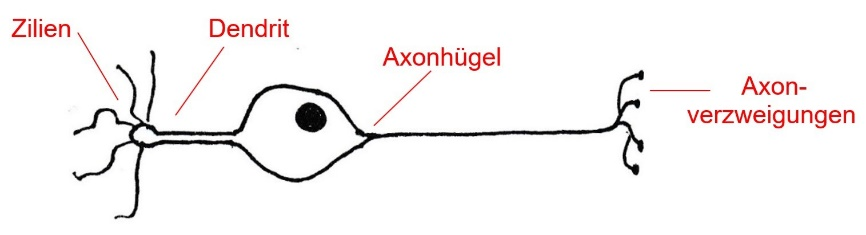 Zilien
Dendrit
Axonhügel
Axon-
verzweigungen